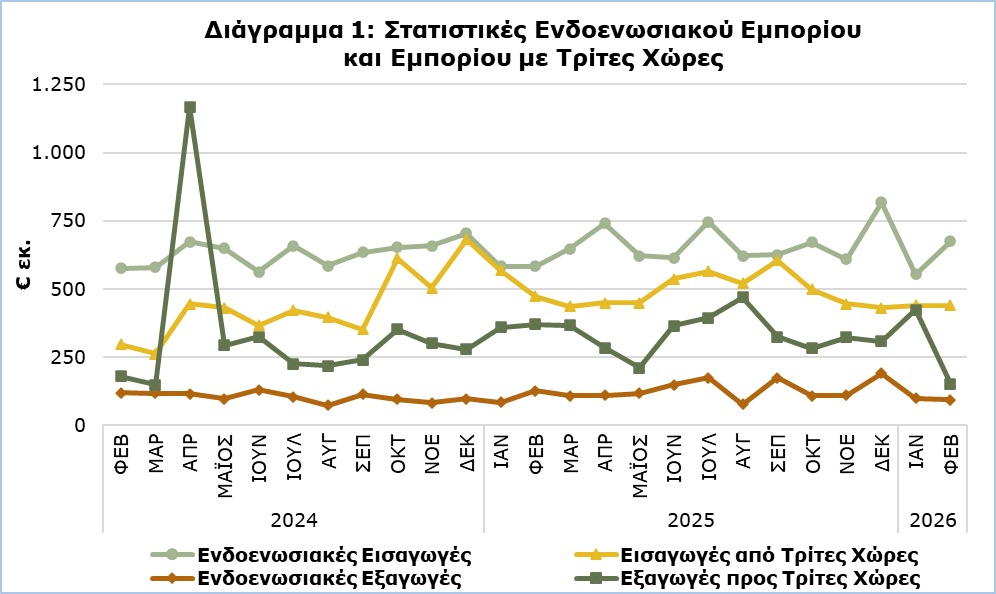 Διάγραμμα 1: Στατιστικές Ενδοενωσιακού Εμπορίου
και Εμπορίου με Τρίτες Χώρες
€ εκ.
1.250
1.000
750
500
250
0
ΦΕΒ ΜΑΡ ΑΠΡ ΜΑΪΟΣ ΙΟΥΝ ΙΟΥΛ ΑΥΓ ΣΕΠ ΟΚΤ ΝΟΕ ΔΕΚ ΙΑΝ ΦΕΒ ΜΑΡ ΑΠΡ ΜΑΪΟΣ ΙΟΥΝ ΙΟΥΛ ΑΥΓ ΣΕΠ ΟΚΤ ΝΟΕ ΔΕΚ ΙΑΝ ΦΕΒ
2024 2025 2026
Ενδοενωσιακές Εισαγωγές Εισαγωγές από Τρίτες Χώρες
Ενδοενωσιακές Εξαγωγές Εξαγωγές προς Τρίτες Χώρες